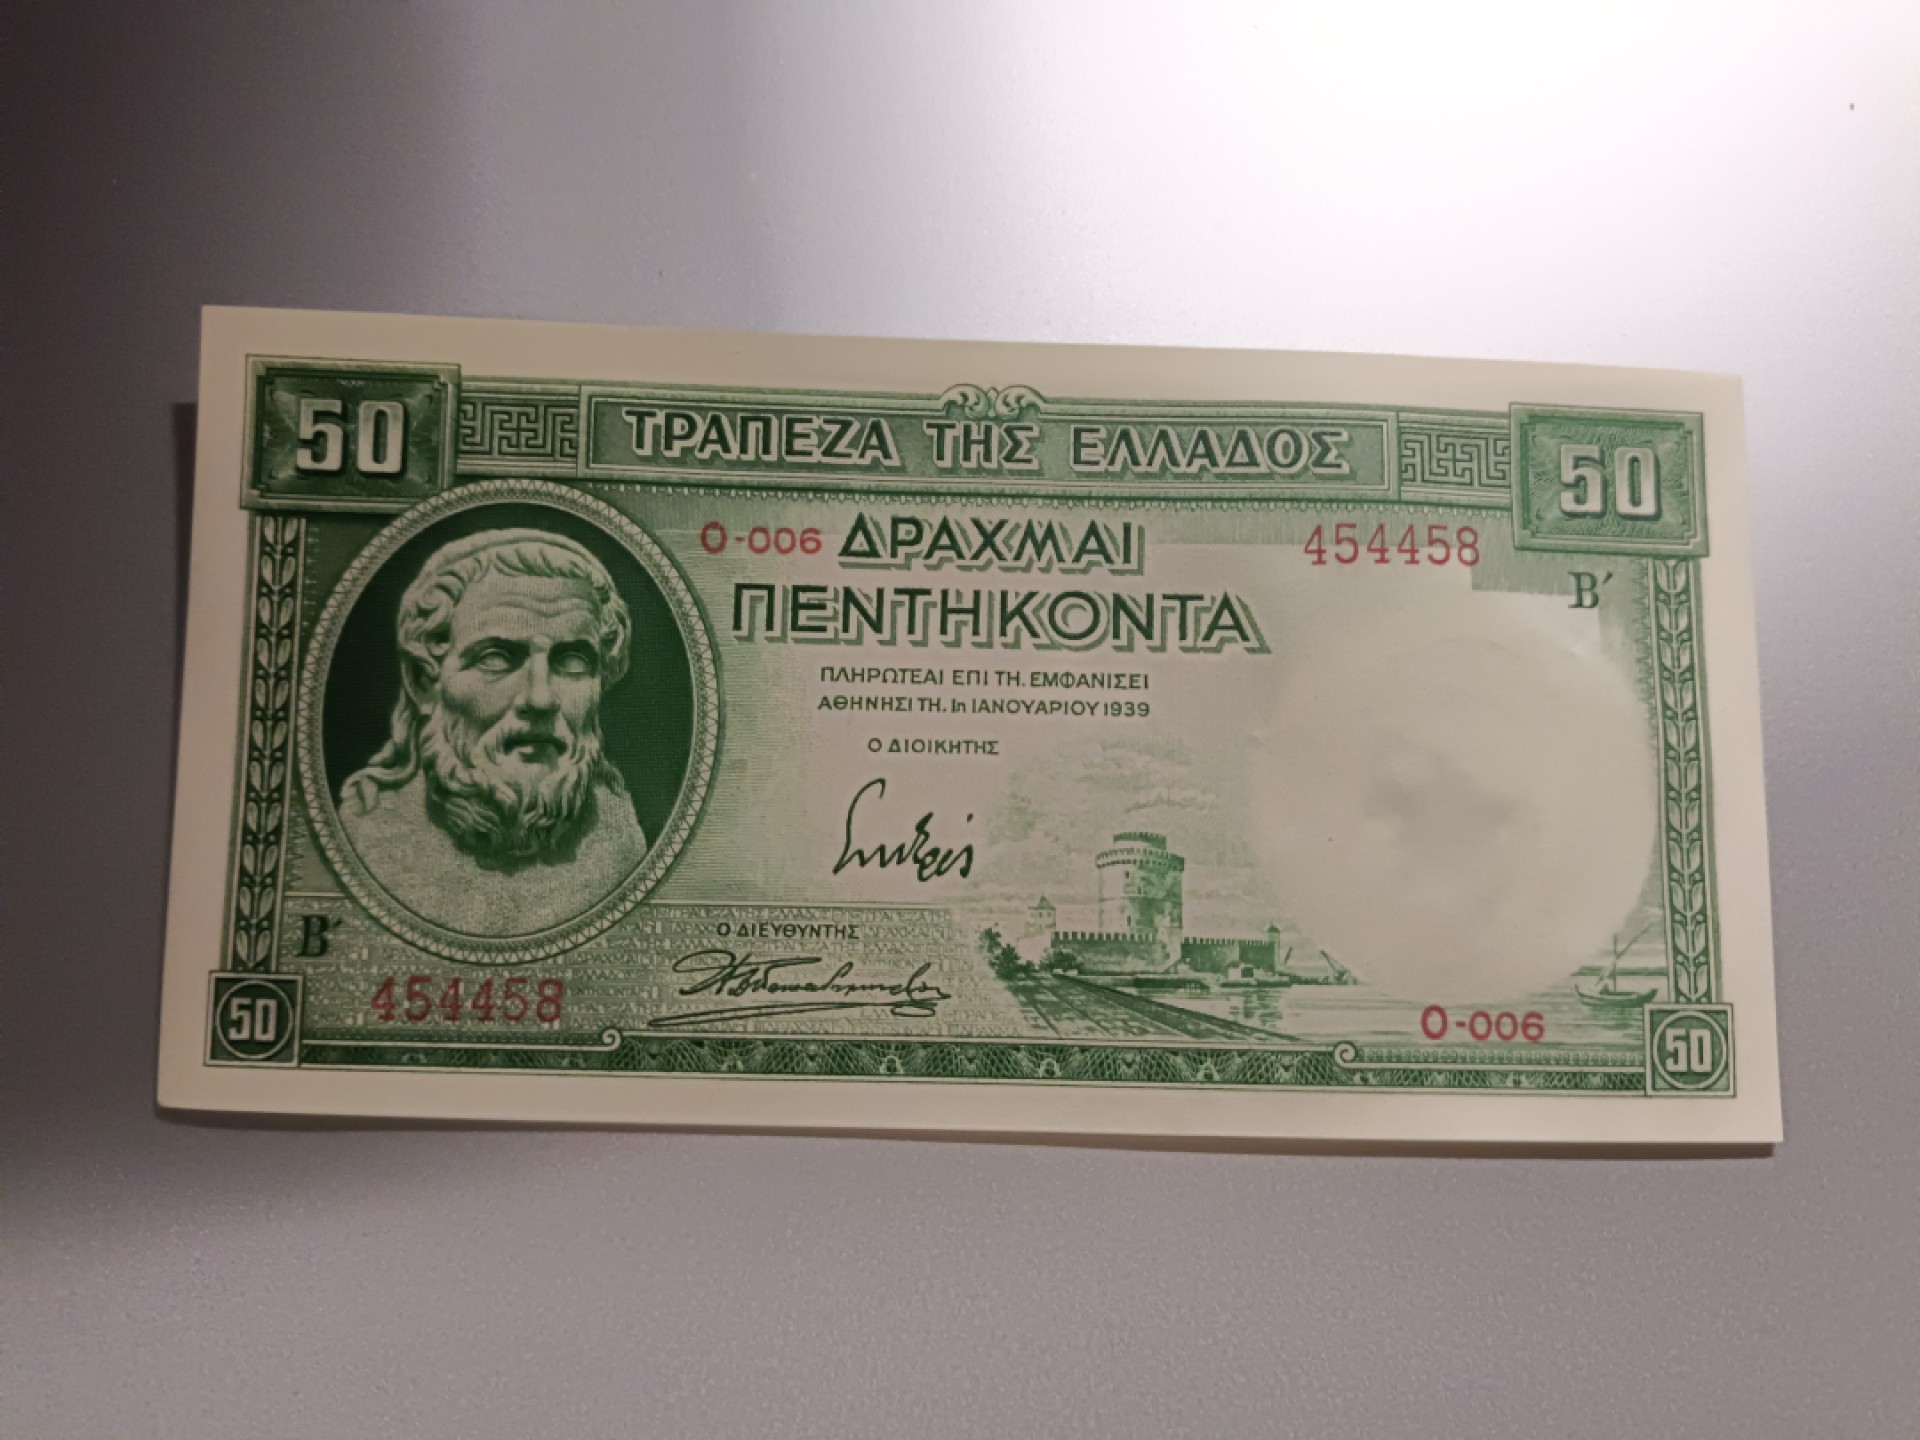 50
ΤΡΑΠΕΖΑ ΤΗΣ ΕΛΛΑΔΟΣ
50
Ο-006
ΔΡΑΧΜΑΙ
454458
ΠΕΝΤΗΚΟΝΤΑ
Β΄
ΠΛΗΡΩΤΕΑΙ ΕΠΙ ΤΗ. ΕΜΦΑΝΙΣΕΙ
ΑΘΗΝΗΣΙ ΤΗ. 1η ΙΑΝΟΥΑΡΙΟΥ 1939
Ο ΔΙΟΙΚΗΤΗΣ
Β΄
Ο ΔΙΕΥΘΥΝΤΗΣ
454458
Ο-006
50
50